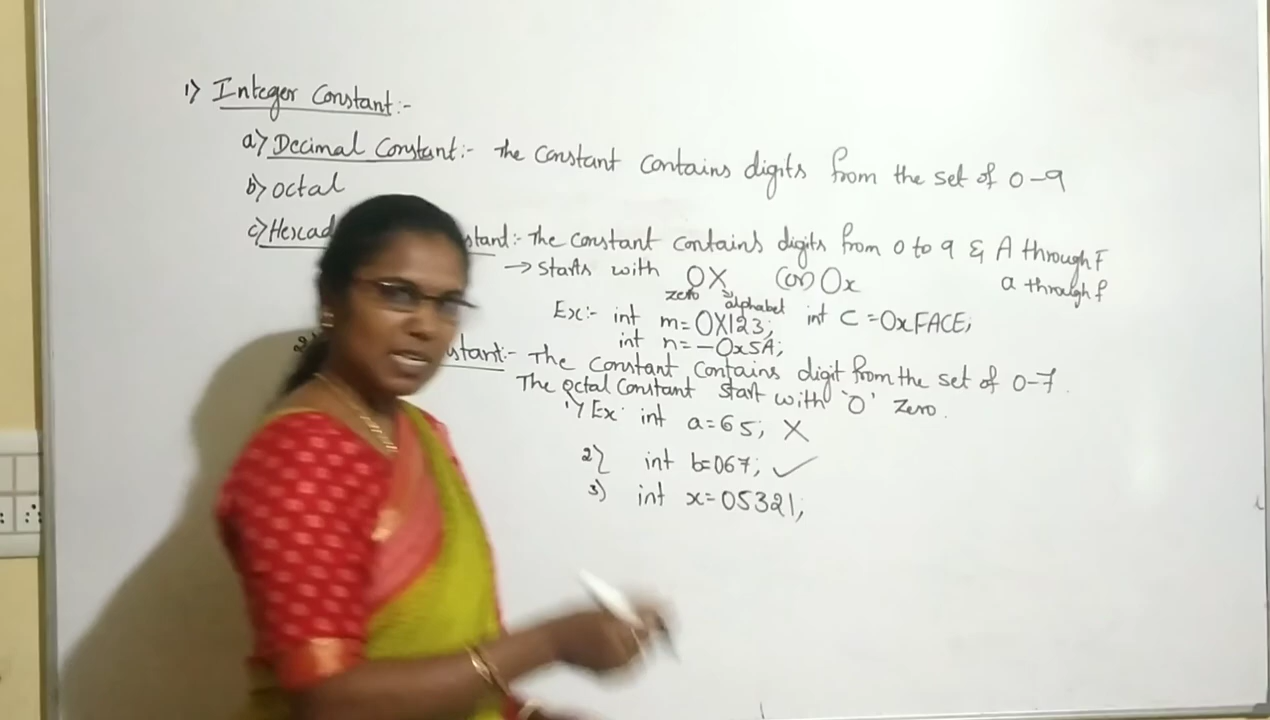 1) Integer Constant:-
a) Decimal Constant:- The constant contains digits from the set of 0-9
b) octal
c) Hexcad stand:- The constant contains digits from 0 to 9 & A through F
a through f
→ starts with 0X (or) 0x
zero alphabet
Ex:- int m=0X123; int C=0xFACE;
int n=-0x5A;
stant:- The constant contains digit from the set of 0-7.
The octal constant start with '0' zero.
1) Ex: int a=65; X
2) int b=067; ✓
3) int x=05321;